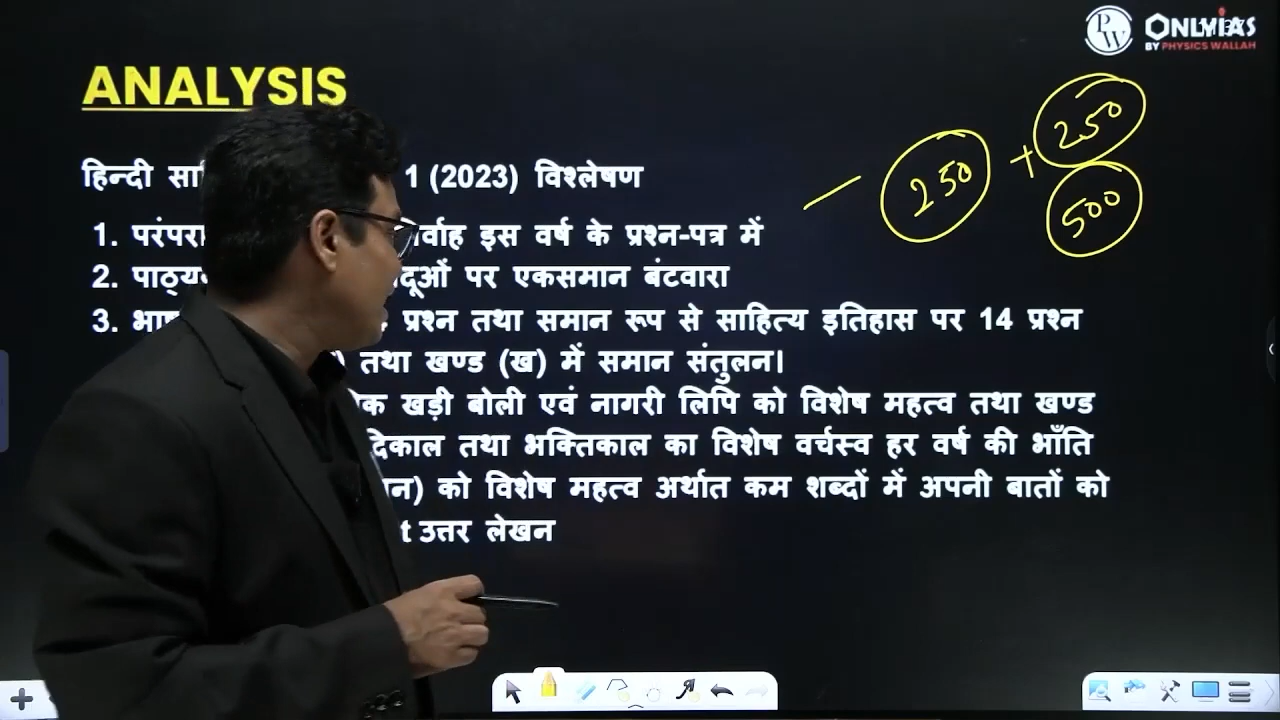 PW ONLYIAS
BY PHYSICS WALLAH
ANALYSIS
250 + 250
500
हिन्दी 1 (2023) विश्लेषण
1. इस वर्ष के प्रश्न-पत्र में
2. पर एकसमान बंटवारा
3. प्रश्न तथा समान रूप से साहित्य इतिहास पर 14 प्रश्न
तथा खण्ड (ख) में समान संतुलन।
खड़ी बोली एवं नागरी लिपि को विशेष महत्व तथा खण्ड
तथा भक्तिकाल का विशेष वर्चस्व हर वर्ष की भाँति
को विशेष महत्व अर्थात कम शब्दों में अपनी बातों को
उत्तर लेखन